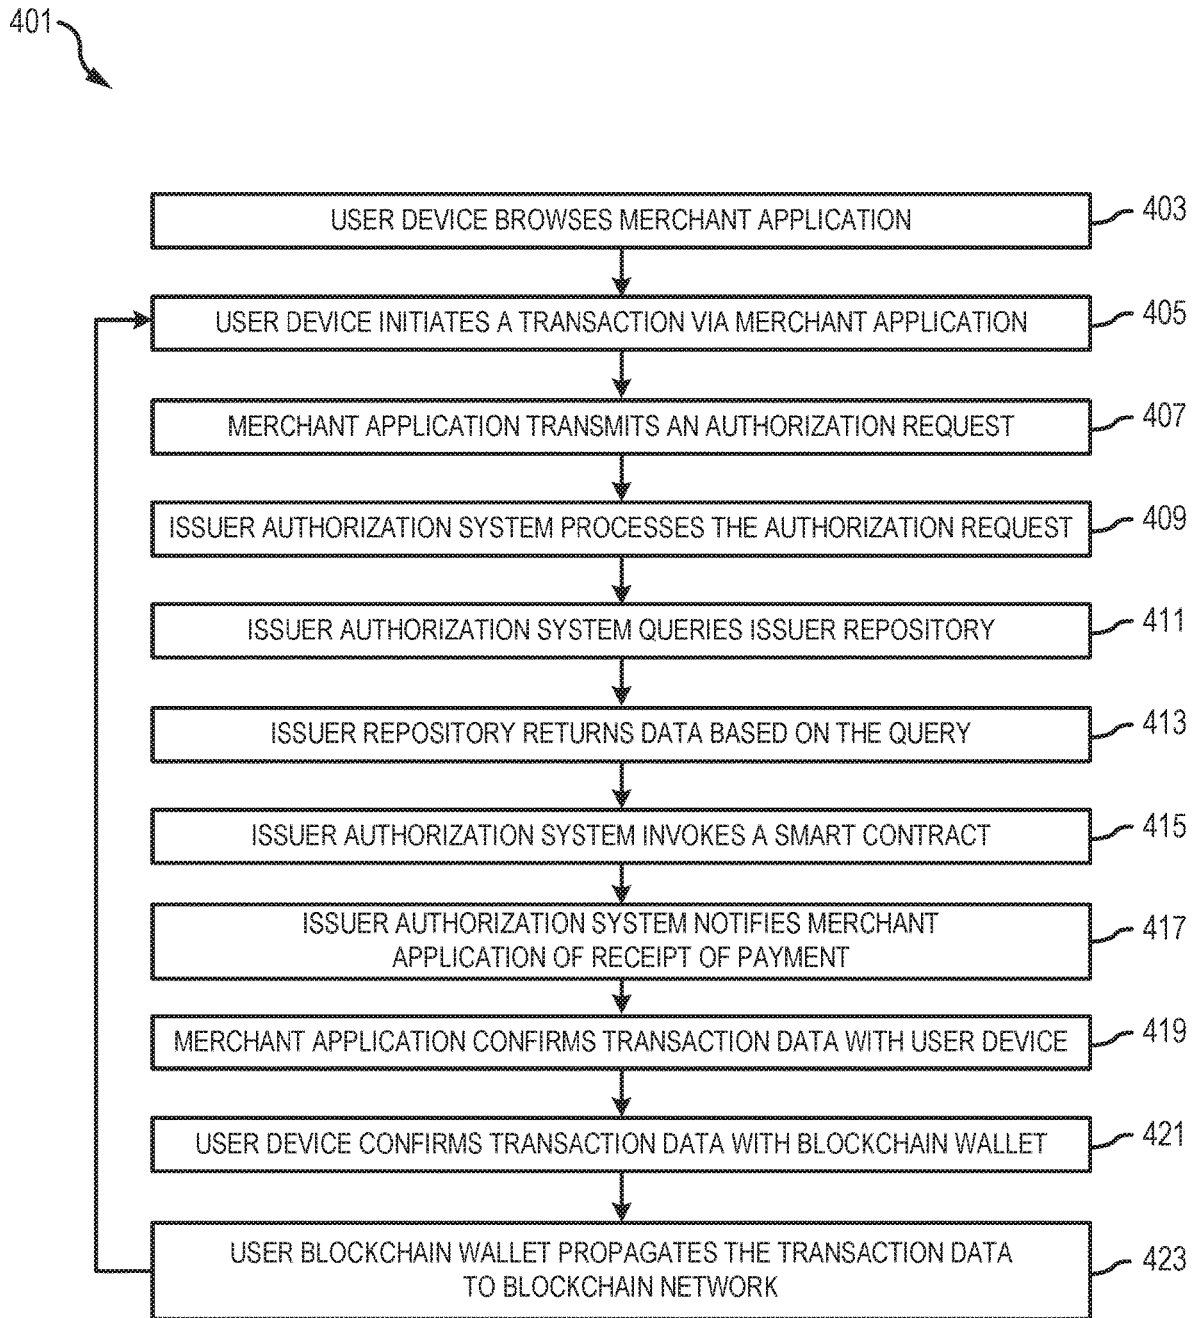 401
USER DEVICE BROWSES MERCHANT APPLICATION
403
USER DEVICE INITIATES A TRANSACTION VIA MERCHANT APPLICATION
405
MERCHANT APPLICATION TRANSMITS AN AUTHORIZATION REQUEST
407
ISSUER AUTHORIZATION SYSTEM PROCESSES THE AUTHORIZATION REQUEST
409
ISSUER AUTHORIZATION SYSTEM QUERIES ISSUER REPOSITORY
411
ISSUER REPOSITORY RETURNS DATA BASED ON THE QUERY
413
ISSUER AUTHORIZATION SYSTEM INVOKES A SMART CONTRACT
415
ISSUER AUTHORIZATION SYSTEM NOTIFIES MERCHANT
APPLICATION OF RECEIPT OF PAYMENT
417
MERCHANT APPLICATION CONFIRMS TRANSACTION DATA WITH USER DEVICE
419
USER DEVICE CONFIRMS TRANSACTION DATA WITH BLOCKCHAIN WALLET
421
USER BLOCKCHAIN WALLET PROPAGATES THE TRANSACTION DATA
TO BLOCKCHAIN NETWORK
423